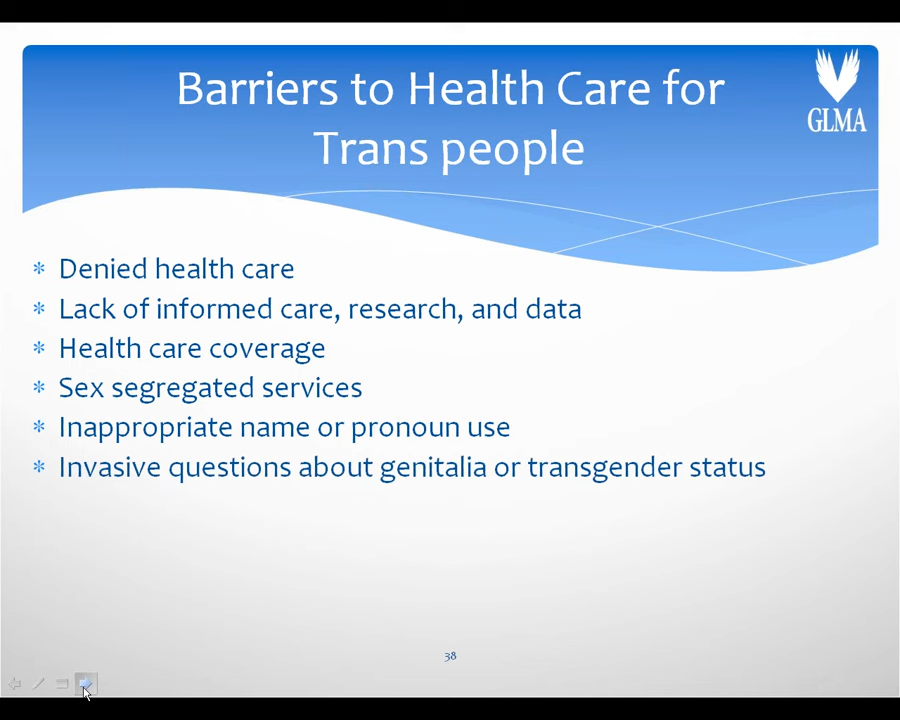 Barriers to Health Care for
Trans people
GLMA
* Denied health care
* Lack of informed care, research, and data
* Health care coverage
* Sex segregated services
* Inappropriate name or pronoun use
* Invasive questions about genitalia or transgender status
38